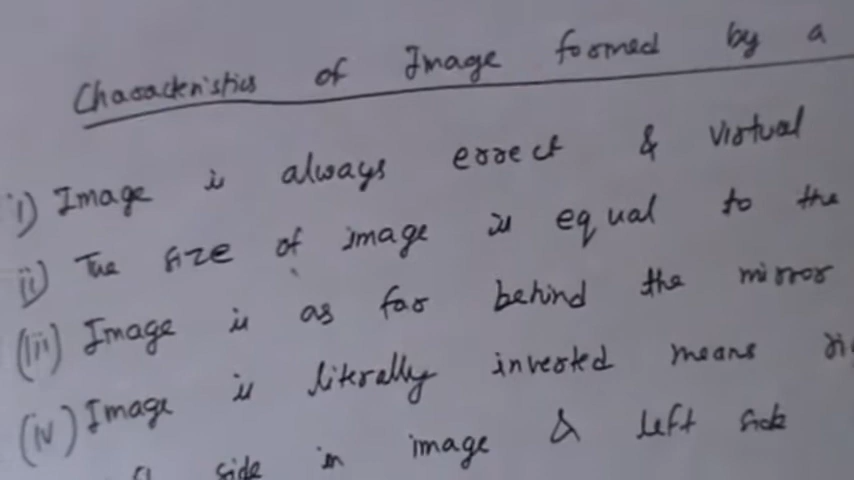 Characteristics of Image formed by a
i) Image is always errect & virtual
ii) The size of image is equal to the
(iii) Image is as far behind the mirror
(iv) Image is literally inverted means
side in image & left side